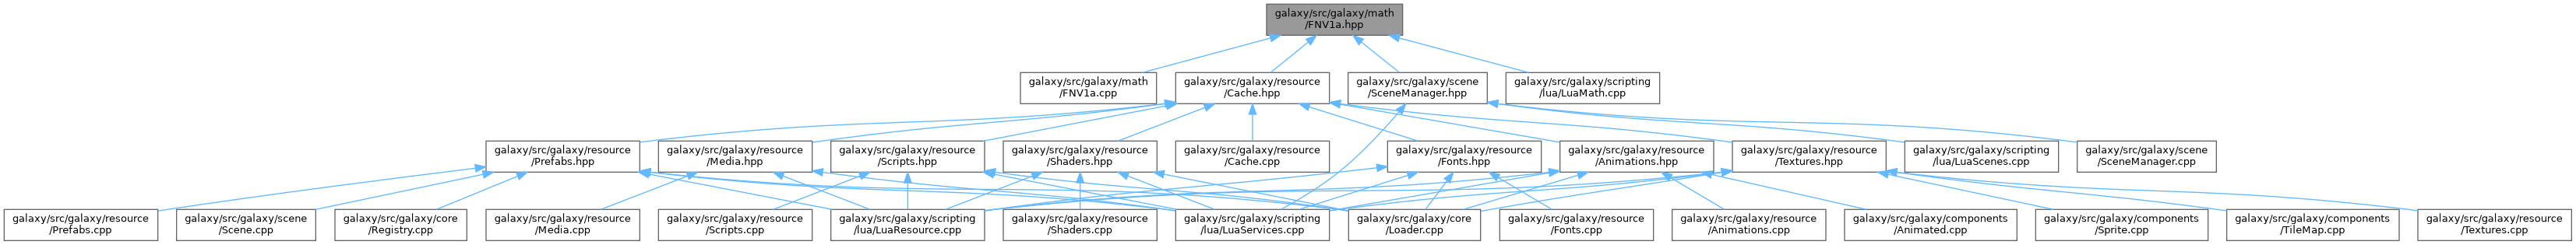 galaxy/src/galaxy/math
/FNV1a.hpp
galaxy/src/galaxy/math
/FNV1a.cpp
galaxy/src/galaxy/resource
/Cache.hpp
galaxy/src/galaxy/scene
/SceneManager.hpp
galaxy/src/galaxy/scripting
/lua/LuaMath.cpp
galaxy/src/galaxy/resource
/Prefabs.hpp
galaxy/src/galaxy/resource
/Media.hpp
galaxy/src/galaxy/resource
/Scripts.hpp
galaxy/src/galaxy/resource
/Shaders.hpp
galaxy/src/galaxy/resource
/Cache.cpp
galaxy/src/galaxy/resource
/Fonts.hpp
galaxy/src/galaxy/resource
/Animations.hpp
galaxy/src/galaxy/resource
/Textures.hpp
galaxy/src/galaxy/scripting
/lua/LuaScenes.cpp
galaxy/src/galaxy/scene
/SceneManager.cpp
galaxy/src/galaxy/resource
/Prefabs.cpp
galaxy/src/galaxy/scene
/Scene.cpp
galaxy/src/galaxy/core
/Registry.cpp
galaxy/src/galaxy/resource
/Media.cpp
galaxy/src/galaxy/resource
/Scripts.cpp
galaxy/src/galaxy/scripting
/lua/LuaResource.cpp
galaxy/src/galaxy/resource
/Shaders.cpp
galaxy/src/galaxy/scripting
/lua/LuaServices.cpp
galaxy/src/galaxy/core
/Loader.cpp
galaxy/src/galaxy/resource
/Fonts.cpp
galaxy/src/galaxy/resource
/Animations.cpp
galaxy/src/galaxy/components
/Animated.cpp
galaxy/src/galaxy/components
/Sprite.cpp
galaxy/src/galaxy/components
/TileMap.cpp
galaxy/src/galaxy/resource
/Textures.cpp